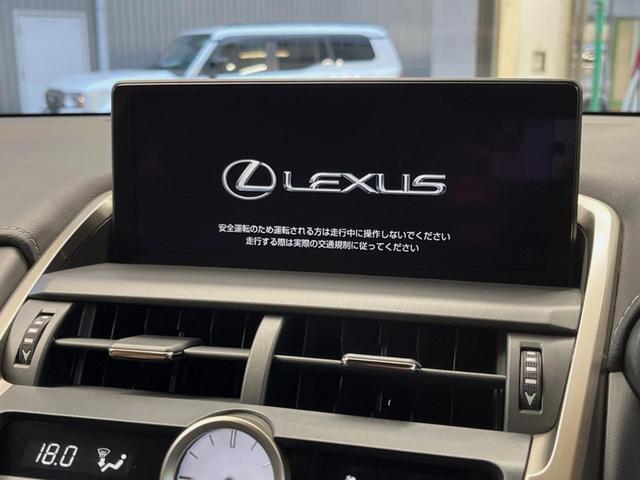 LEXUS
安全運転のため運転される方は走行中に操作しないでください
走行する際は実際の交通規制に従ってください
18.0